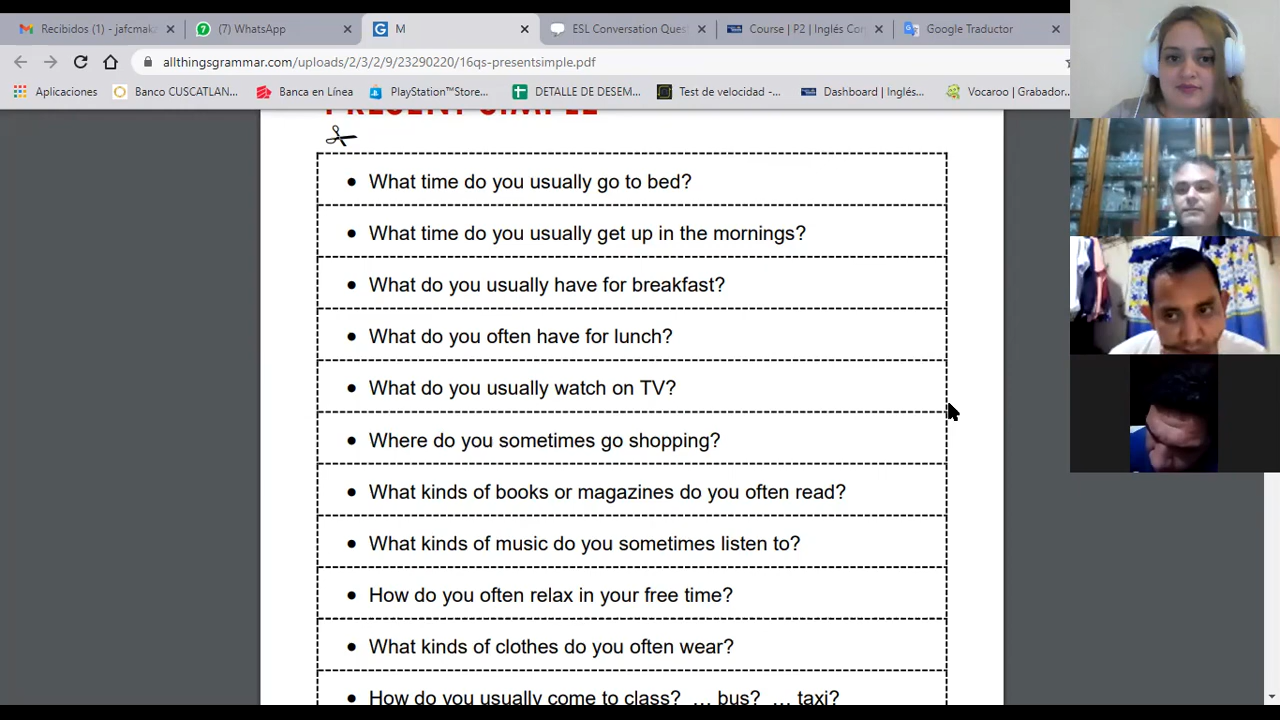 Recibidos (1) - jafcmak
(7) WhatsApp
M
ESL Conversation Ques
Course | P2 | Inglés Cor
Google Traductor
allthingsgrammar.com/uploads/2/3/2/9/23290220/16qs-presentsimple.pdf
Aplicaciones
Banco CUSCATLAN...
Banca en Línea
PlayStation™Store...
DETALLE DE DESEM...
Test de velocidad -...
Dashboard | Inglés...
Vocaroo | Grabador...
PRESENT SIMPLE
• What time do you usually go to bed?
• What time do you usually get up in the mornings?
• What do you usually have for breakfast?
• What do you often have for lunch?
• What do you usually watch on TV?
• Where do you sometimes go shopping?
• What kinds of books or magazines do you often read?
• What kinds of music do you sometimes listen to?
• How do you often relax in your free time?
• What kinds of clothes do you often wear?
• How do you usually come to class? ... bus? ... taxi?